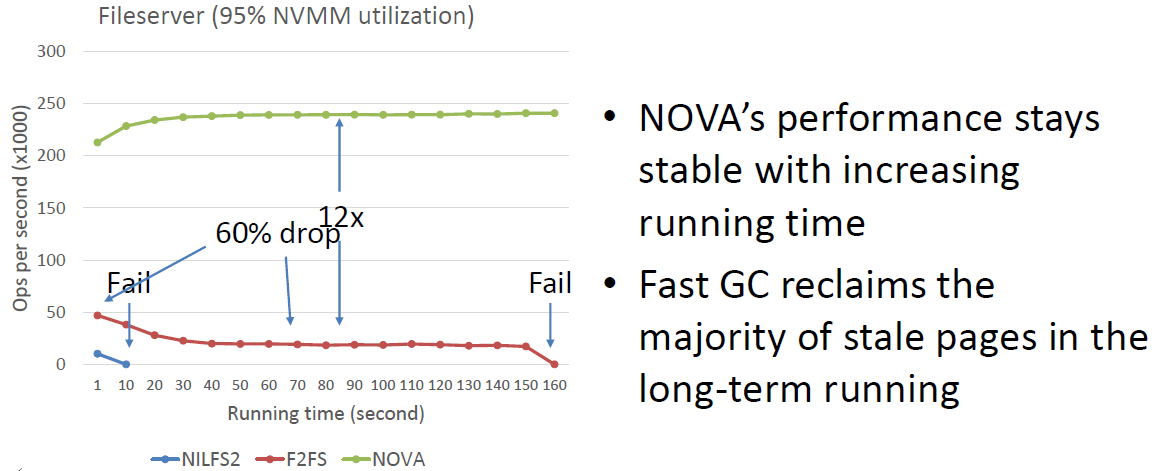 Fileserver (95% NVMM utilization)
300
250
200
150
100
50
0
Ops per second (x1000)
12x
60% drop
Fail
Fail
1 10 20 30 40 50 60 70 80 90 100 110 120 130 140 150 160
Running time (second)
NILFS2 F2FS NOVA
• NOVA’s performance stays
stable with increasing
running time
• Fast GC reclaims the
majority of stale pages in the
long-term running